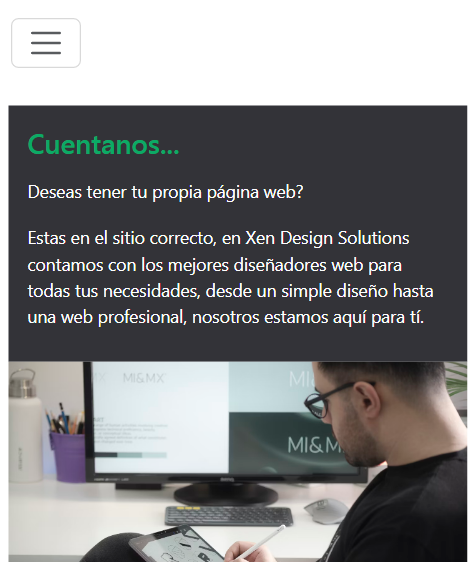 Cuentanos...
Deseas tener tu propia página web?
Estas en el sitio correcto, en Xen Design Solutions
contamos con los mejores diseñadores web para
todas tus necesidades, desde un simple diseño hasta
una web profesional, nosotros estamos aquí para tí.
MI&MX
MI
MI&M